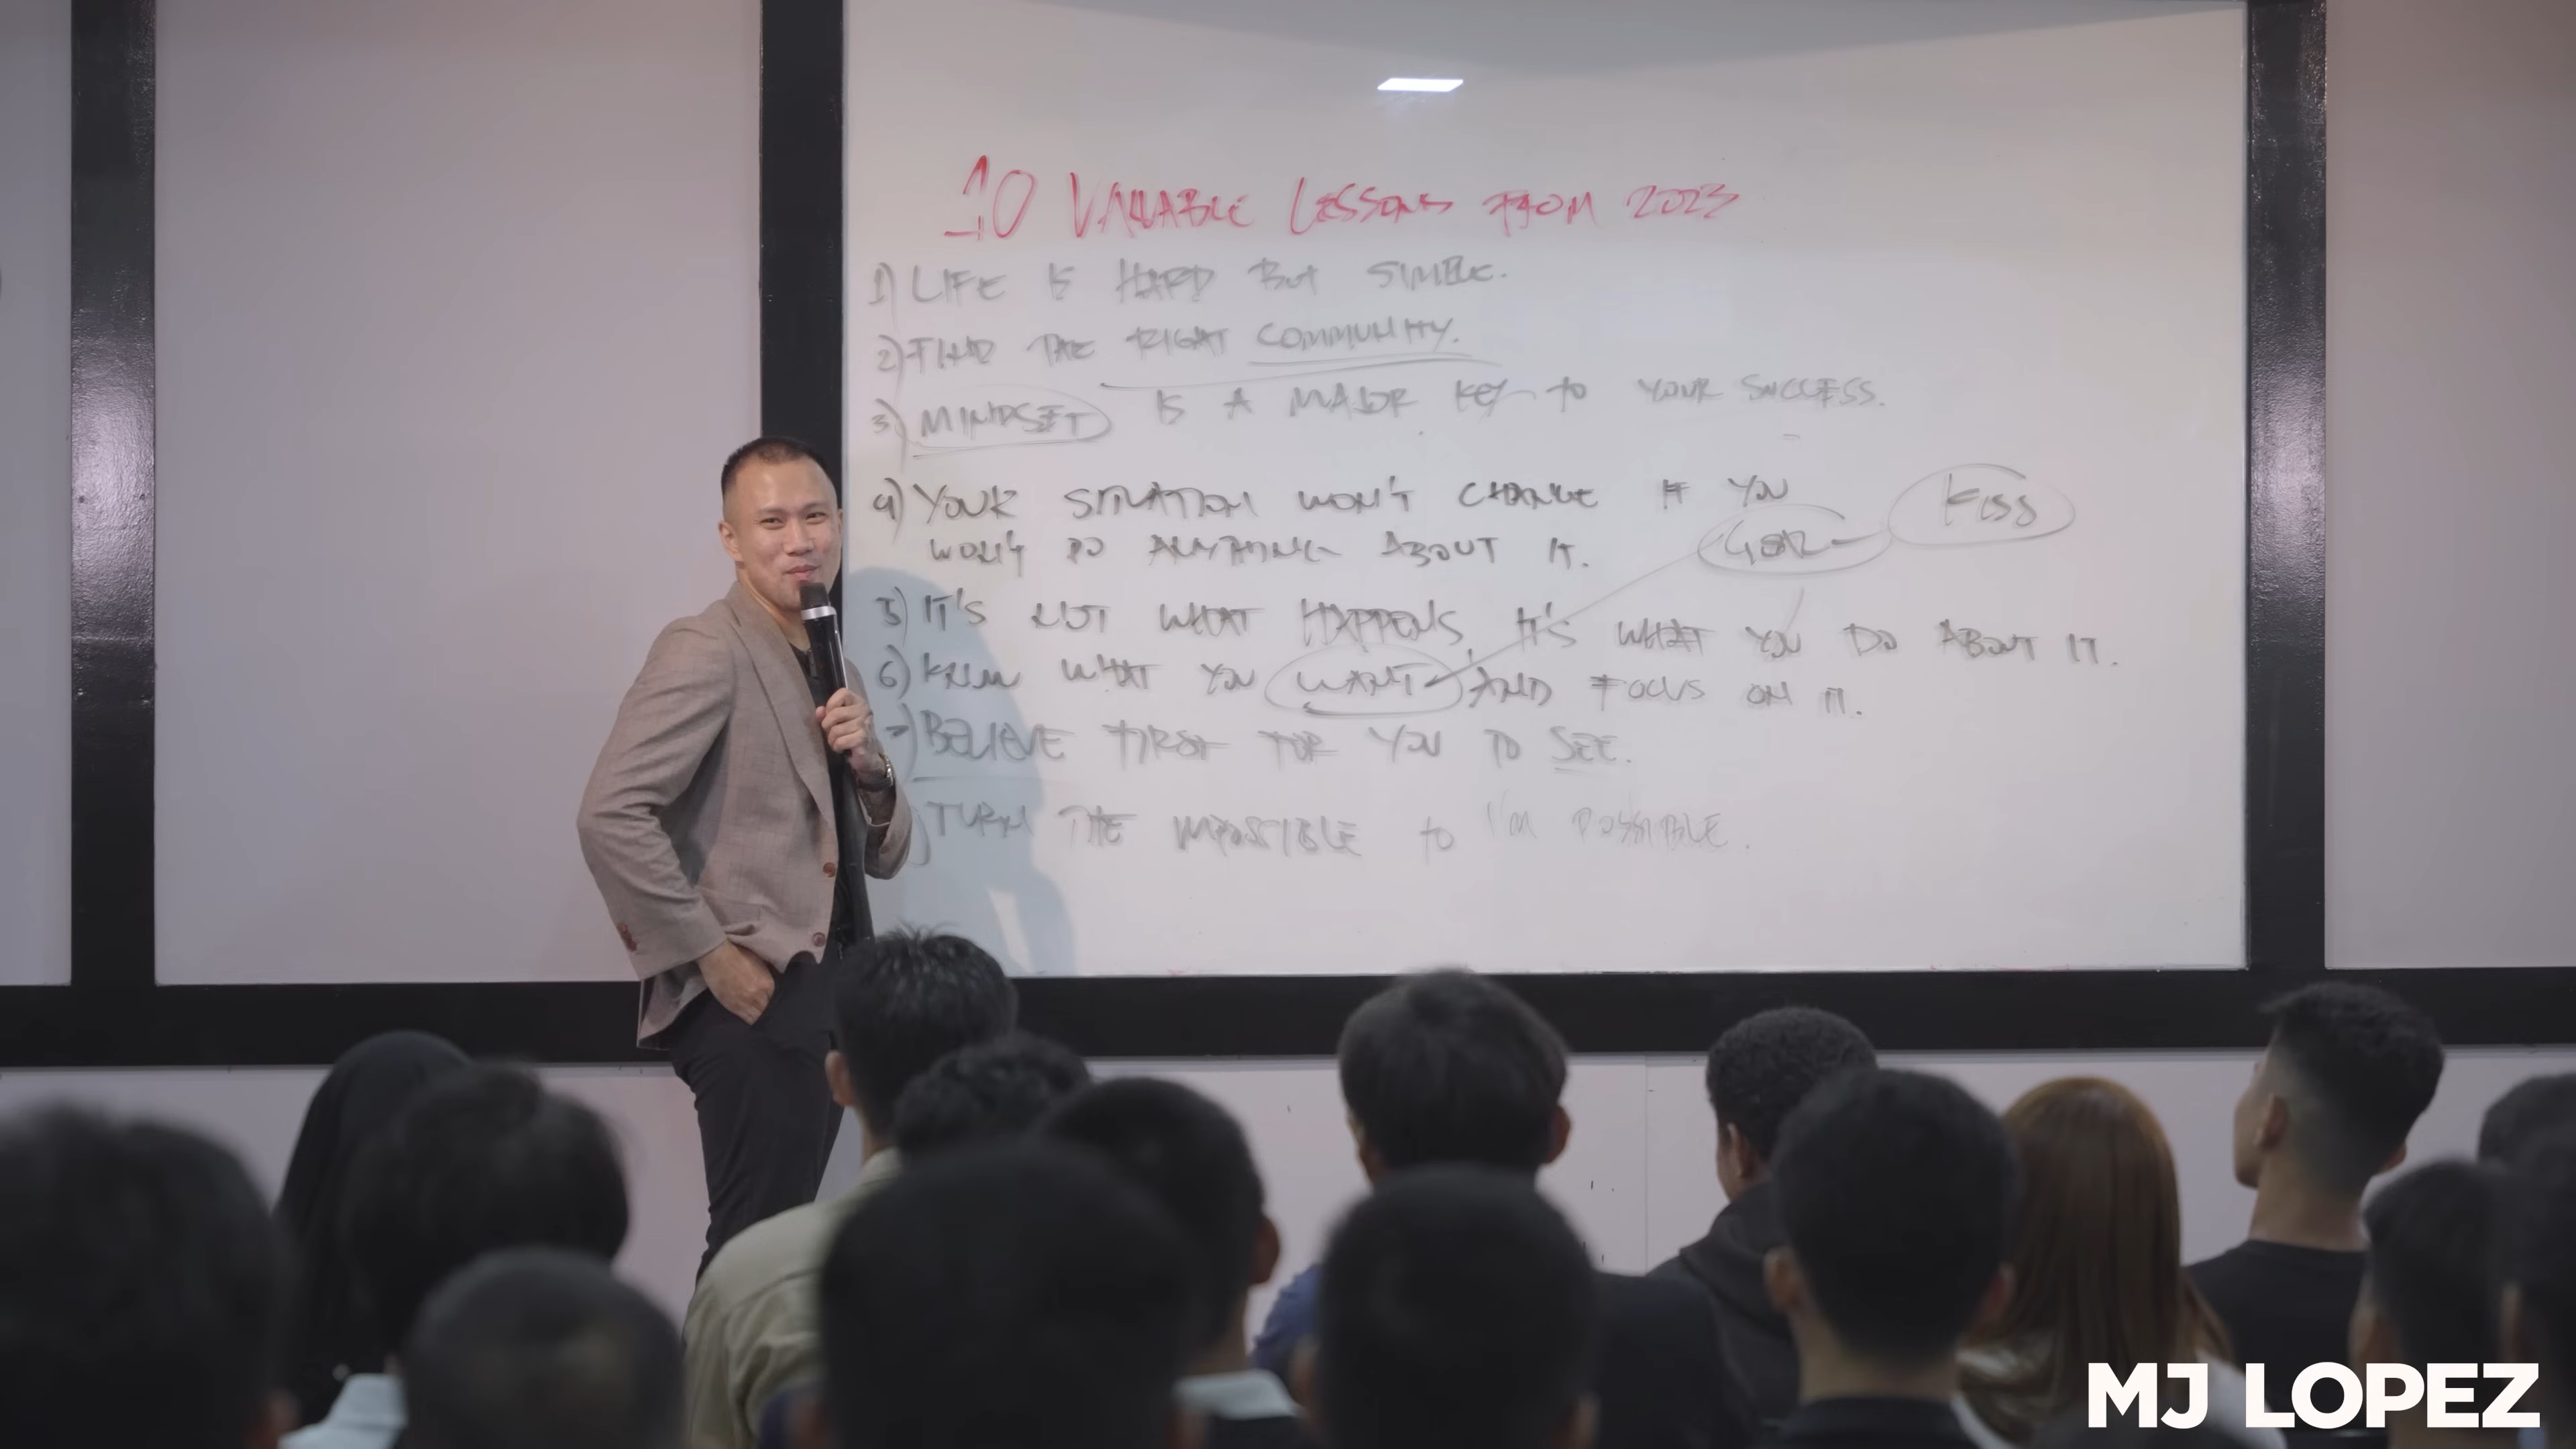 10 VALUABLE LESSONS FROM 2023
1) LIFE IS HARD BUT SIMPLE.
2) FIND THE RIGHT COMMUNITY.
3) MINDSET IS A MAJOR KEY TO YOUR SUCCESS.
4) YOUR SITUATION WON'T CHANGE IF YOU
WON'T DO ANYTHING ABOUT IT.
GOAL
KISS
5) IT'S NOT WHAT HAPPENS, IT'S WHAT YOU DO ABOUT IT.
6) KNOW WHAT YOU WANT AND FOCUS ON IT.
7) BELIEVE FIRST FOR YOU TO SEE.
) TURN THE IMPOSSIBLE to I'M POSSIBLE.
MJ LOPEZ